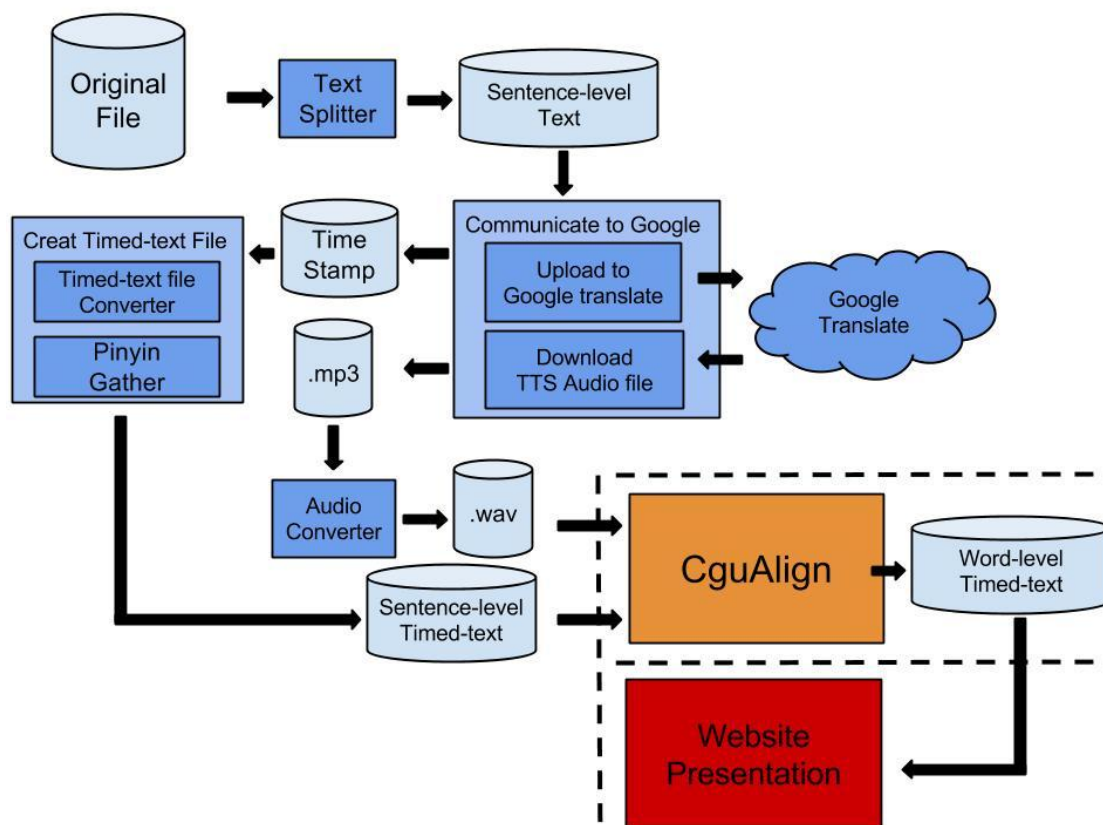 Original
File
Text
Splitter
Sentence-level
Text
Communicate to Google
Upload to
Google translate
Download
TTS Audio file
Google
Translate
Time
Stamp
.mp3
Creat Timed-text File
Timed-text file
Converter
Pinyin
Gather
Audio
Converter
.wav
Sentence-level
Timed-text
CguAlign
Word-level
Timed-text
Website
Presentation